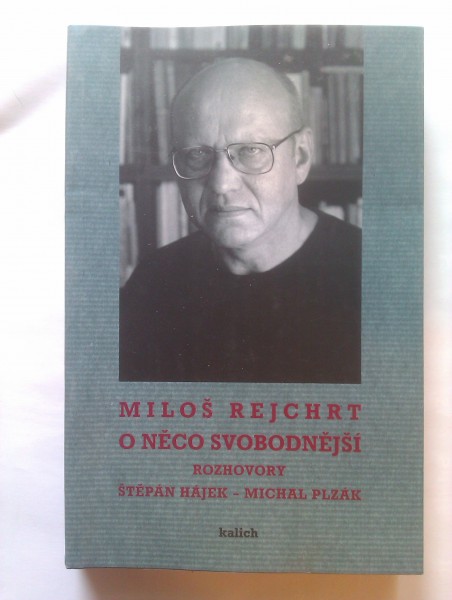 MILOŠ REJCHRT
O NĚCO SVOBODNĚJŠÍ
ROZHOVORY
ŠTĚPÁN HÁJEK – MICHAL PLZÁK
kalich